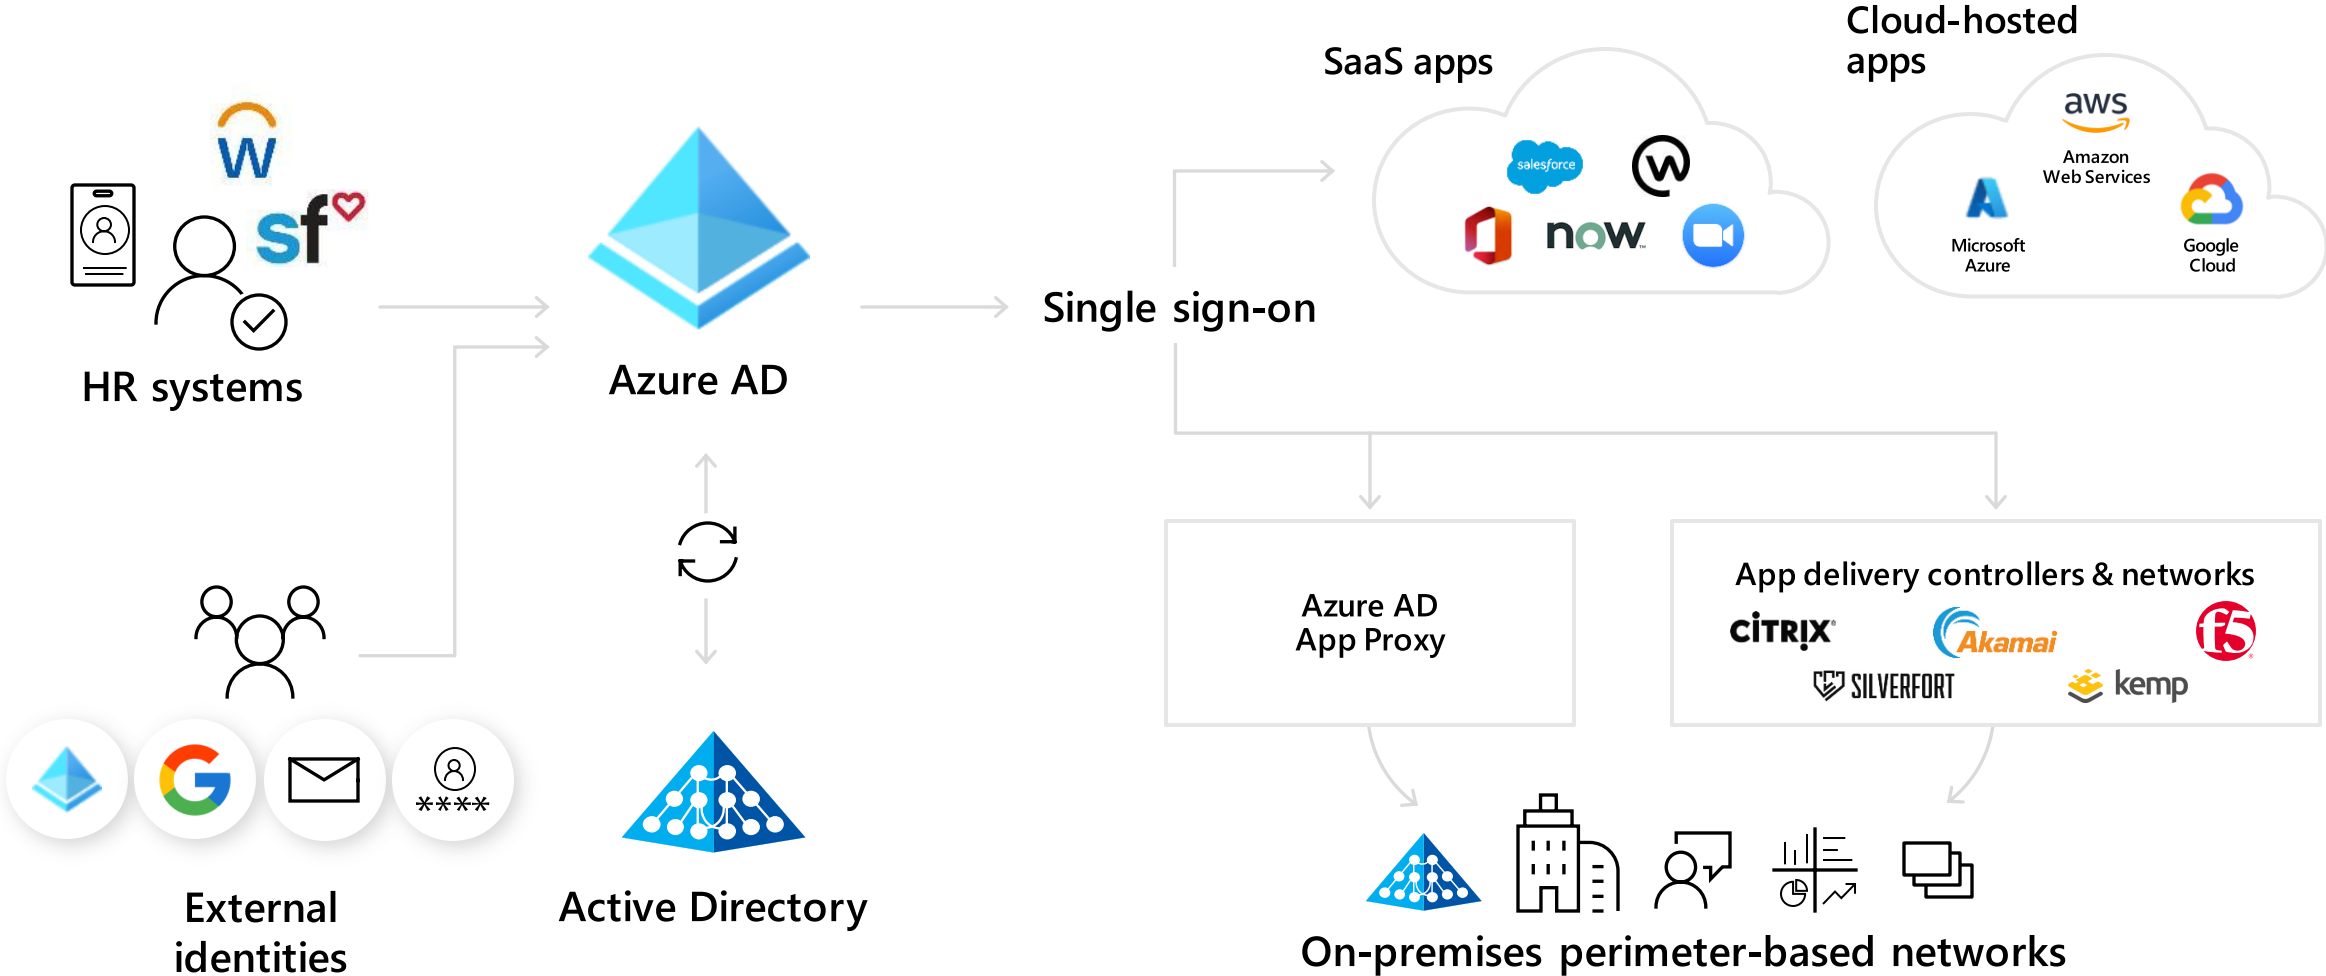 Cloud-hosted
apps
SaaS apps
aws
Amazon
Web Services
Microsoft
Azure
Google
Cloud
salesforce
now
W
sf
HR systems
Azure AD
Single sign-on
App delivery controllers & networks
CITRIX
Akamai
f5
SILVERFORT
kemp
Azure AD
App Proxy
G
****
External
identities
Active Directory
On-premises perimeter-based networks